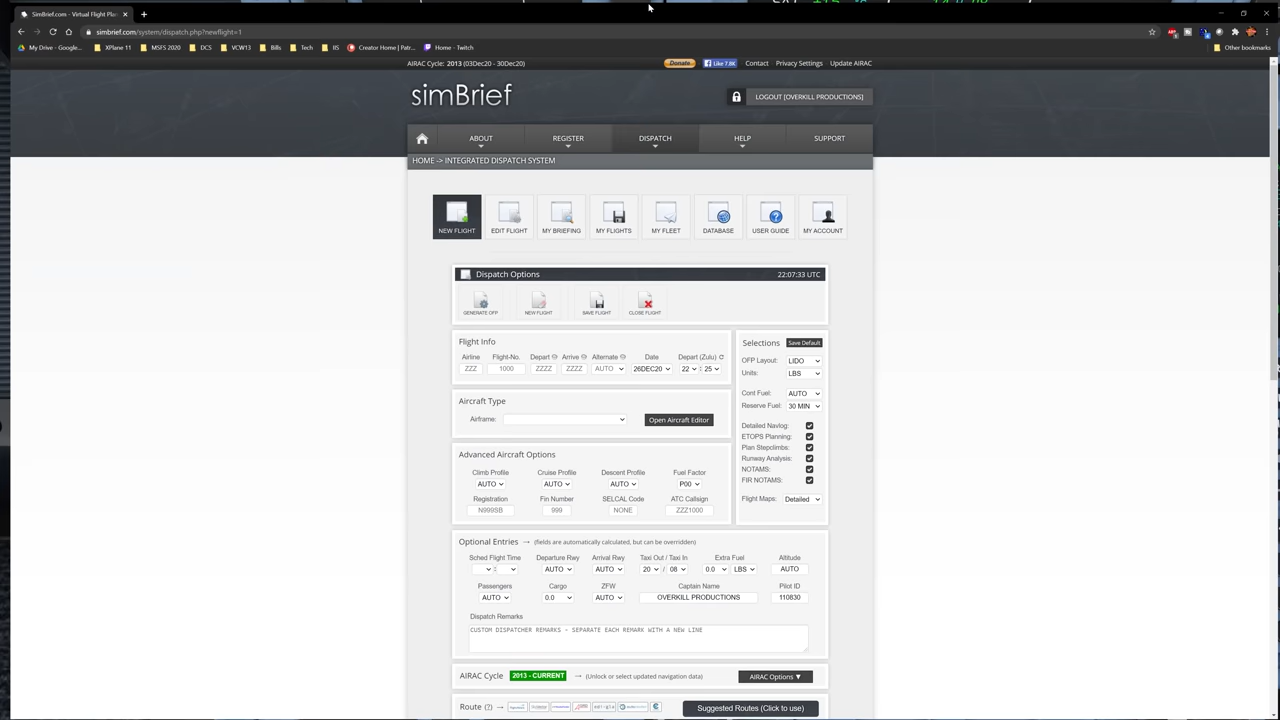 SimBrief.com - Virtual Flight Pla
simbrief.com/system/dispatch.php?newflight=1
My Drive - Google... XPlane 11 MSFS 2020 DCS VCW13 Bills Tech IIS Creator Home | Patr... Home - Twitch Other bookmarks
AIRAC Cycle: 2013 (03Dec20 - 30Dec20) Donate Like 7.8K Contact Privacy Settings Update AIRAC
simBrief LOGOUT [OVERKILL PRODUCTIONS]
ABOUT REGISTER DISPATCH HELP SUPPORT
HOME -> INTEGRATED DISPATCH SYSTEM
NEW FLIGHT EDIT FLIGHT MY BRIEFING MY FLIGHTS MY FLEET DATABASE USER GUIDE MY ACCOUNT
Dispatch Options 22:07:33 UTC
GENERATE OFP NEW FLIGHT SAVE FLIGHT CLOSE FLIGHT
Flight Info
Airline Flight-No. Depart Arrive Alternate Date Depart (Zulu)
ZZZ 1000 ZZZZ ZZZZ AUTO 26DEC20 22 : 25
Aircraft Type
Airframe: Open Aircraft Editor
Advanced Aircraft Options
Climb Profile Cruise Profile Descent Profile Fuel Factor
AUTO AUTO AUTO P00
Registration Fin Number SELCAL Code ATC Callsign
N999SB 999 NONE ZZZ1000
Selections Save Default
OFP Layout: LIDO
Units: LBS
Cont Fuel: AUTO
Reserve Fuel: 30 MIN
Detailed Navlog:
ETOPS Planning:
Plan Stepclimbs:
Runway Analysis:
NOTAMS:
FIR NOTAMS:
Flight Maps: Detailed
Optional Entries → (fields are automatically calculated, but can be overridden)
Sched Flight Time Departure Rwy Arrival Rwy Taxi Out / Taxi In Extra Fuel Altitude
: AUTO AUTO 20 / 08 0.0 LBS AUTO
Passengers Cargo ZFW Captain Name Pilot ID
AUTO 0.0 AUTO OVERKILL PRODUCTIONS 110830
Dispatch Remarks
CUSTOM DISPATCHER REMARKS - SEPARATE EACH REMARK WITH A NEW LINE
AIRAC Cycle 2013 - CURRENT → (Unlock or select updated navigation data) AIRAC Options ▼
Route (?) → Suggested Routes (Click to use)